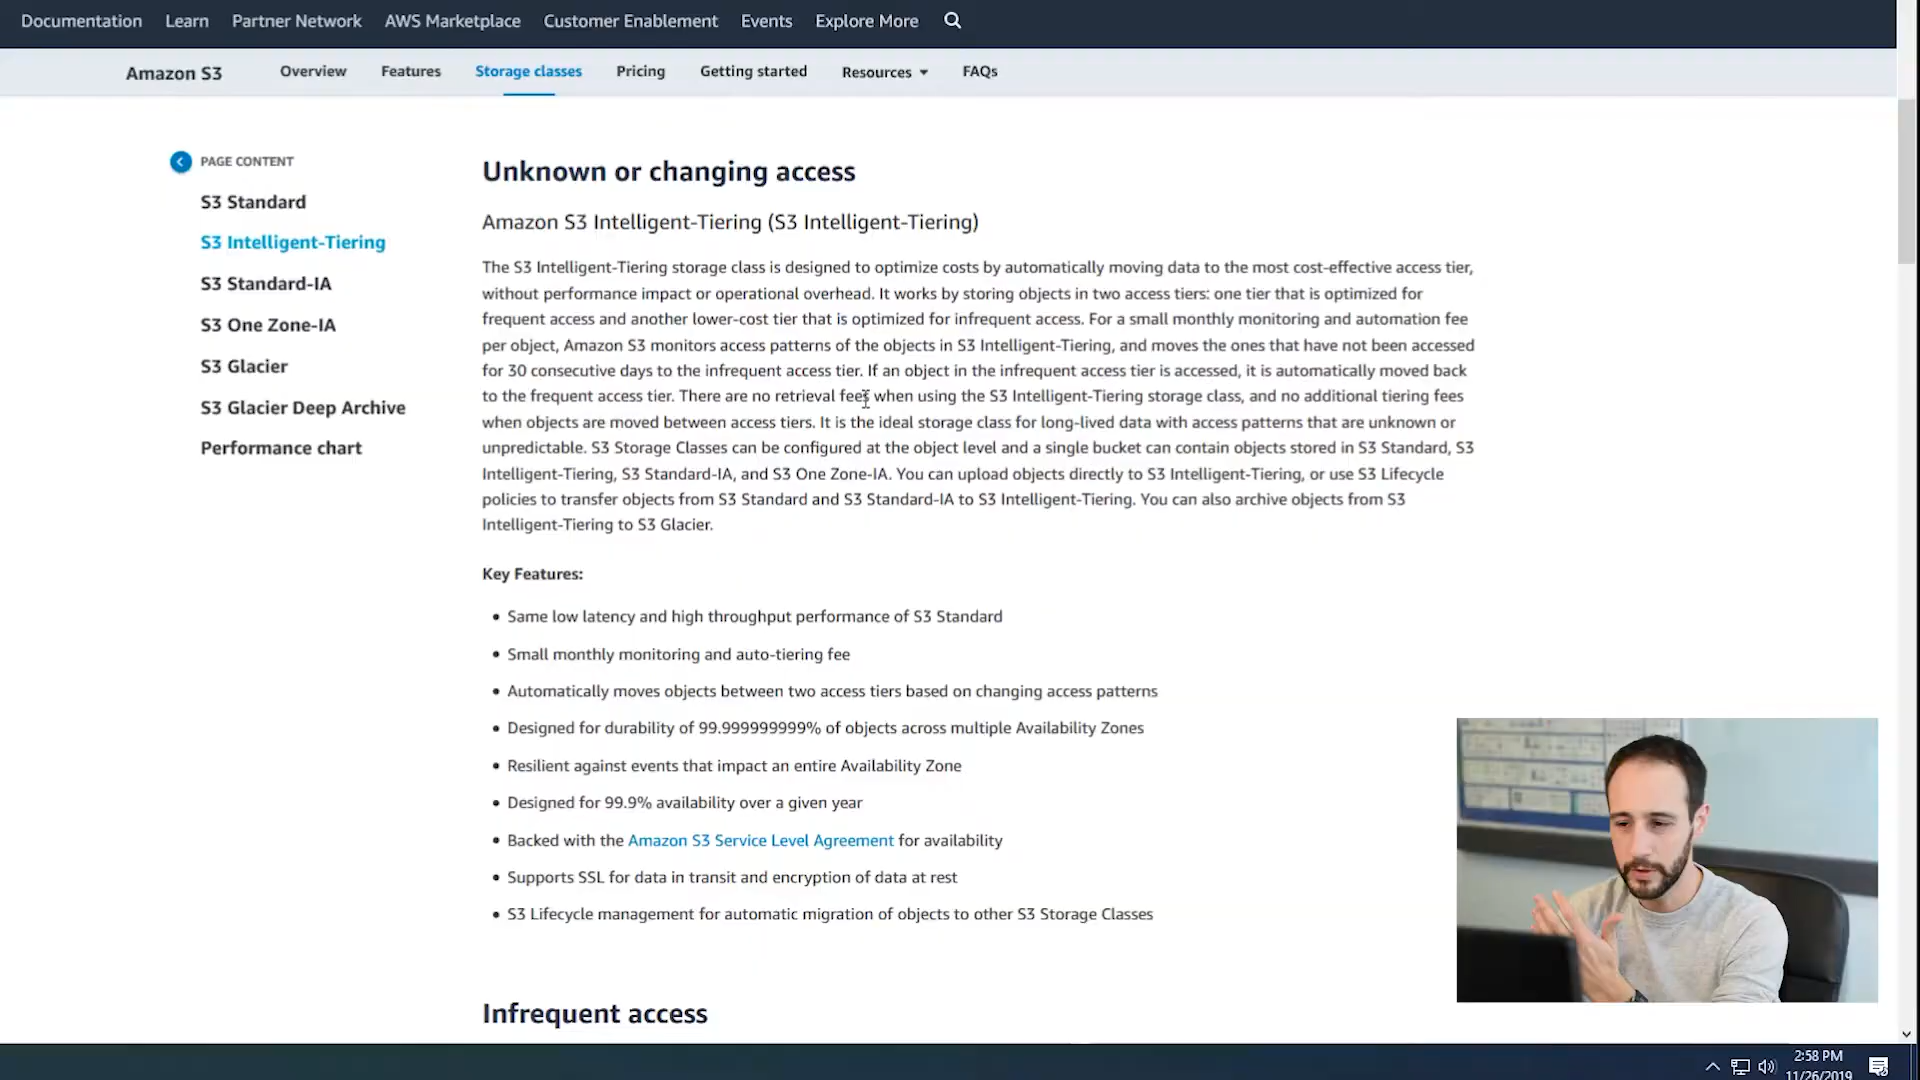 Documentation Learn Partner Network AWS Marketplace Customer Enablement Events Explore More
Amazon S3 Overview Features Storage classes Pricing Getting started Resources FAQs
PAGE CONTENT
S3 Standard
S3 Intelligent-Tiering
S3 Standard-IA
S3 One Zone-IA
S3 Glacier
S3 Glacier Deep Archive
Performance chart
Unknown or changing access
Amazon S3 Intelligent-Tiering (S3 Intelligent-Tiering)
The S3 Intelligent-Tiering storage class is designed to optimize costs by automatically moving data to the most cost-effective access tier,
without performance impact or operational overhead. It works by storing objects in two access tiers: one tier that is optimized for
frequent access and another lower-cost tier that is optimized for infrequent access. For a small monthly monitoring and automation fee
per object, Amazon S3 monitors access patterns of the objects in S3 Intelligent-Tiering, and moves the ones that have not been accessed
for 30 consecutive days to the infrequent access tier. If an object in the infrequent access tier is accessed, it is automatically moved back
to the frequent access tier. There are no retrieval fees when using the S3 Intelligent-Tiering storage class, and no additional tiering fees
when objects are moved between access tiers. It is the ideal storage class for long-lived data with access patterns that are unknown or
unpredictable. S3 Storage Classes can be configured at the object level and a single bucket can contain objects stored in S3 Standard, S3
Intelligent-Tiering, S3 Standard-IA, and S3 One Zone-IA. You can upload objects directly to S3 Intelligent-Tiering, or use S3 Lifecycle
policies to transfer objects from S3 Standard and S3 Standard-IA to S3 Intelligent-Tiering. You can also archive objects from S3
Intelligent-Tiering to S3 Glacier.
Key Features:
• Same low latency and high throughput performance of S3 Standard
• Small monthly monitoring and auto-tiering fee
• Automatically moves objects between two access tiers based on changing access patterns
• Designed for durability of 99.999999999% of objects across multiple Availability Zones
• Resilient against events that impact an entire Availability Zone
• Designed for 99.9% availability over a given year
• Backed with the Amazon S3 Service Level Agreement for availability
• Supports SSL for data in transit and encryption of data at rest
• S3 Lifecycle management for automatic migration of objects to other S3 Storage Classes
Infrequent access
2:58 PM
11/26/2019